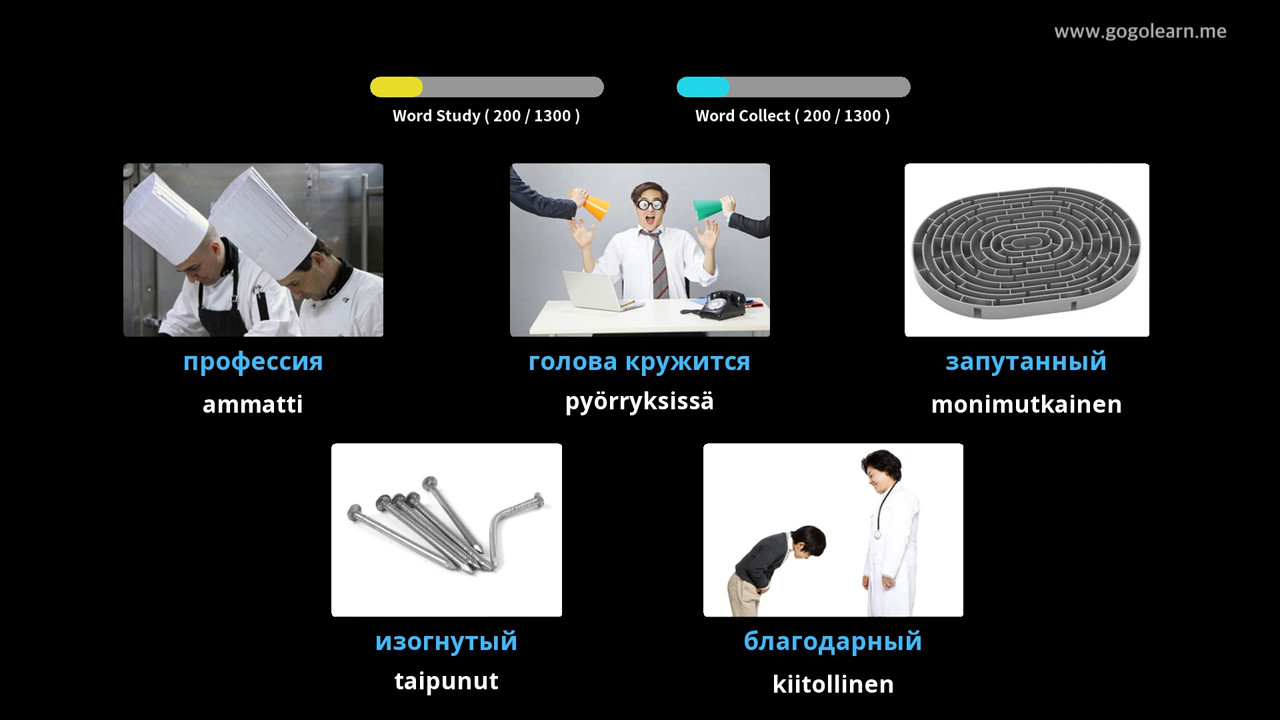 www.gogolearn.me
Word Study ( 200 / 1300 )
Word Collect ( 200 / 1300 )
профессия
ammatti
голова кружится
pyörryksissä
запутанный
monimutkainen
изогнутый
taipunut
благодарный
kiitollinen